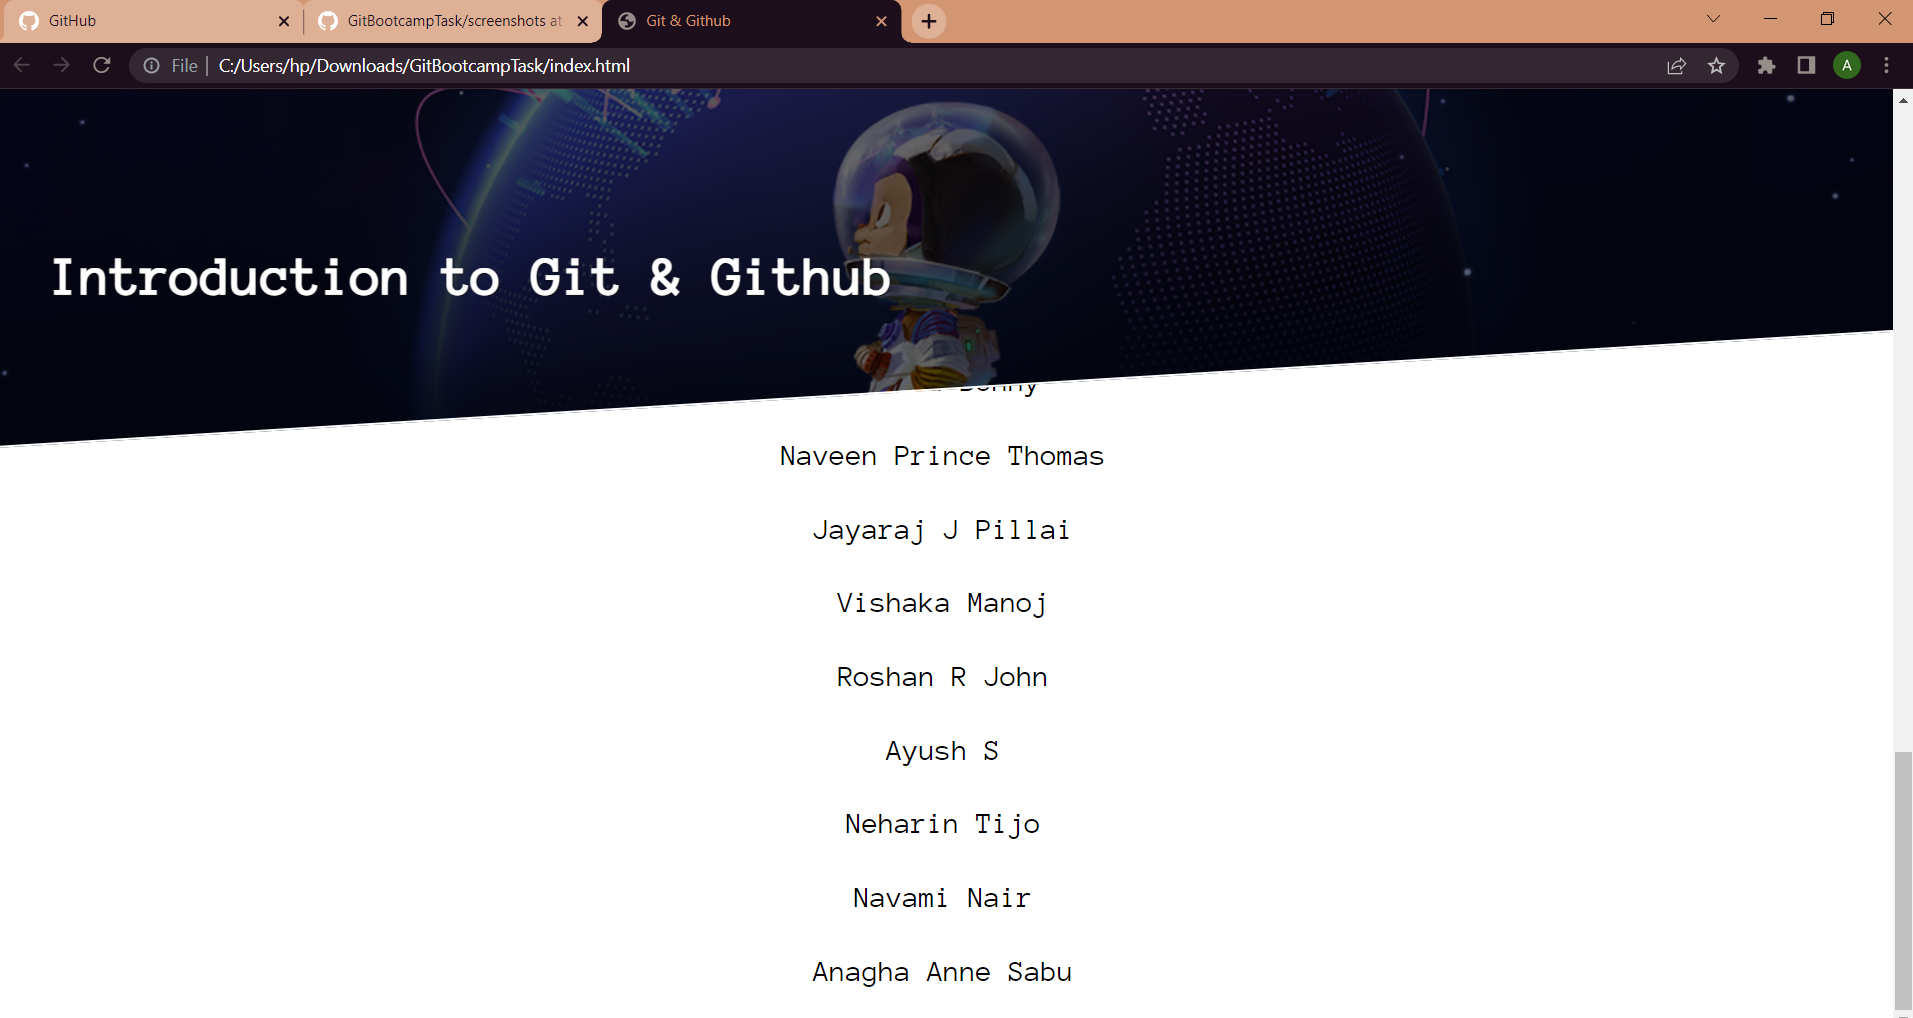 GitHub
GitBootcampTask/screenshots at
Git & Github
File
C:/Users/hp/Downloads/GitBootcampTask/index.html
A
Introduction to Git & Github
Naveen Prince Thomas
Jayaraj J Pillai
Vishaka Manoj
Roshan R John
Ayush S
Neharin Tijo
Navami Nair
Anagha Anne Sabu